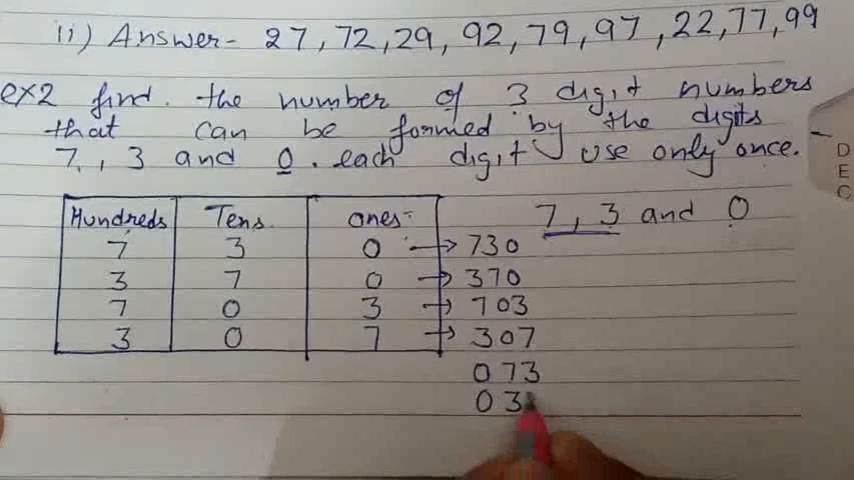 ii) Answer- 27, 72, 29, 92, 79, 97, 22, 77, 99
ex2 find. the number of 3 digit numbers
that can be formed by the digits
7, 3 and 0. each digit use only once.
Hundreds Tens. ones
7, 3 and 0
7 3 0 → 730
3 7 0 → 370
7 0 3 → 703
3 0 7 → 307
073
03
DEC